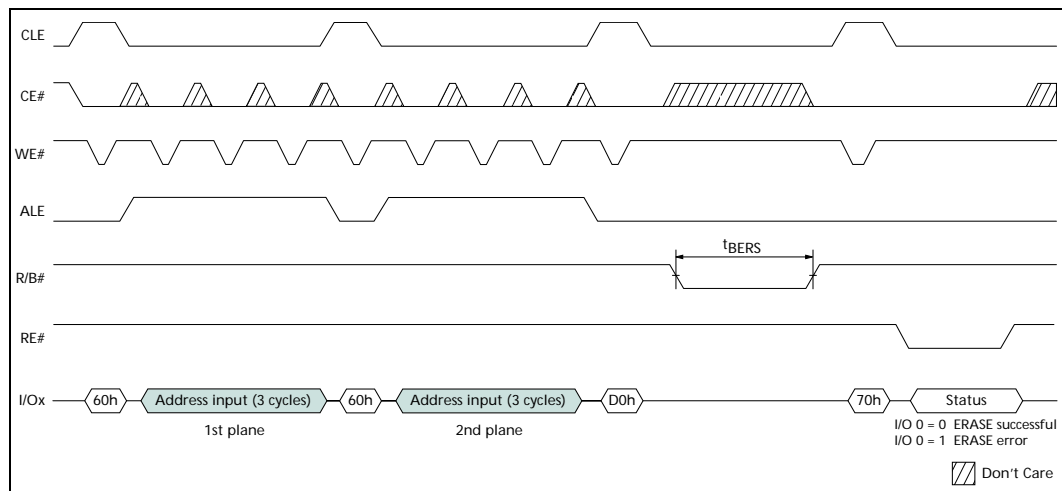 CLE
CE#
WE#
ALE
tBERS
R/B#
RE#
I/Ox 60h Address input (3 cycles) 60h Address input (3 cycles) D0h 70h Status
1st plane 2nd plane
I/O 0 = 0 ERASE successful
I/O 0 = 1 ERASE error
Don't Care